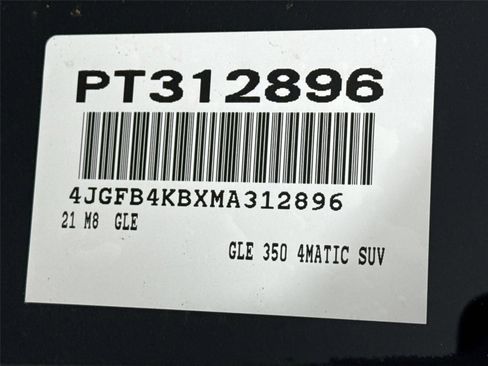 PT312896
4JGFB4KBXMA312896
21 M8 GLE
GLE 350 4MATIC SUV